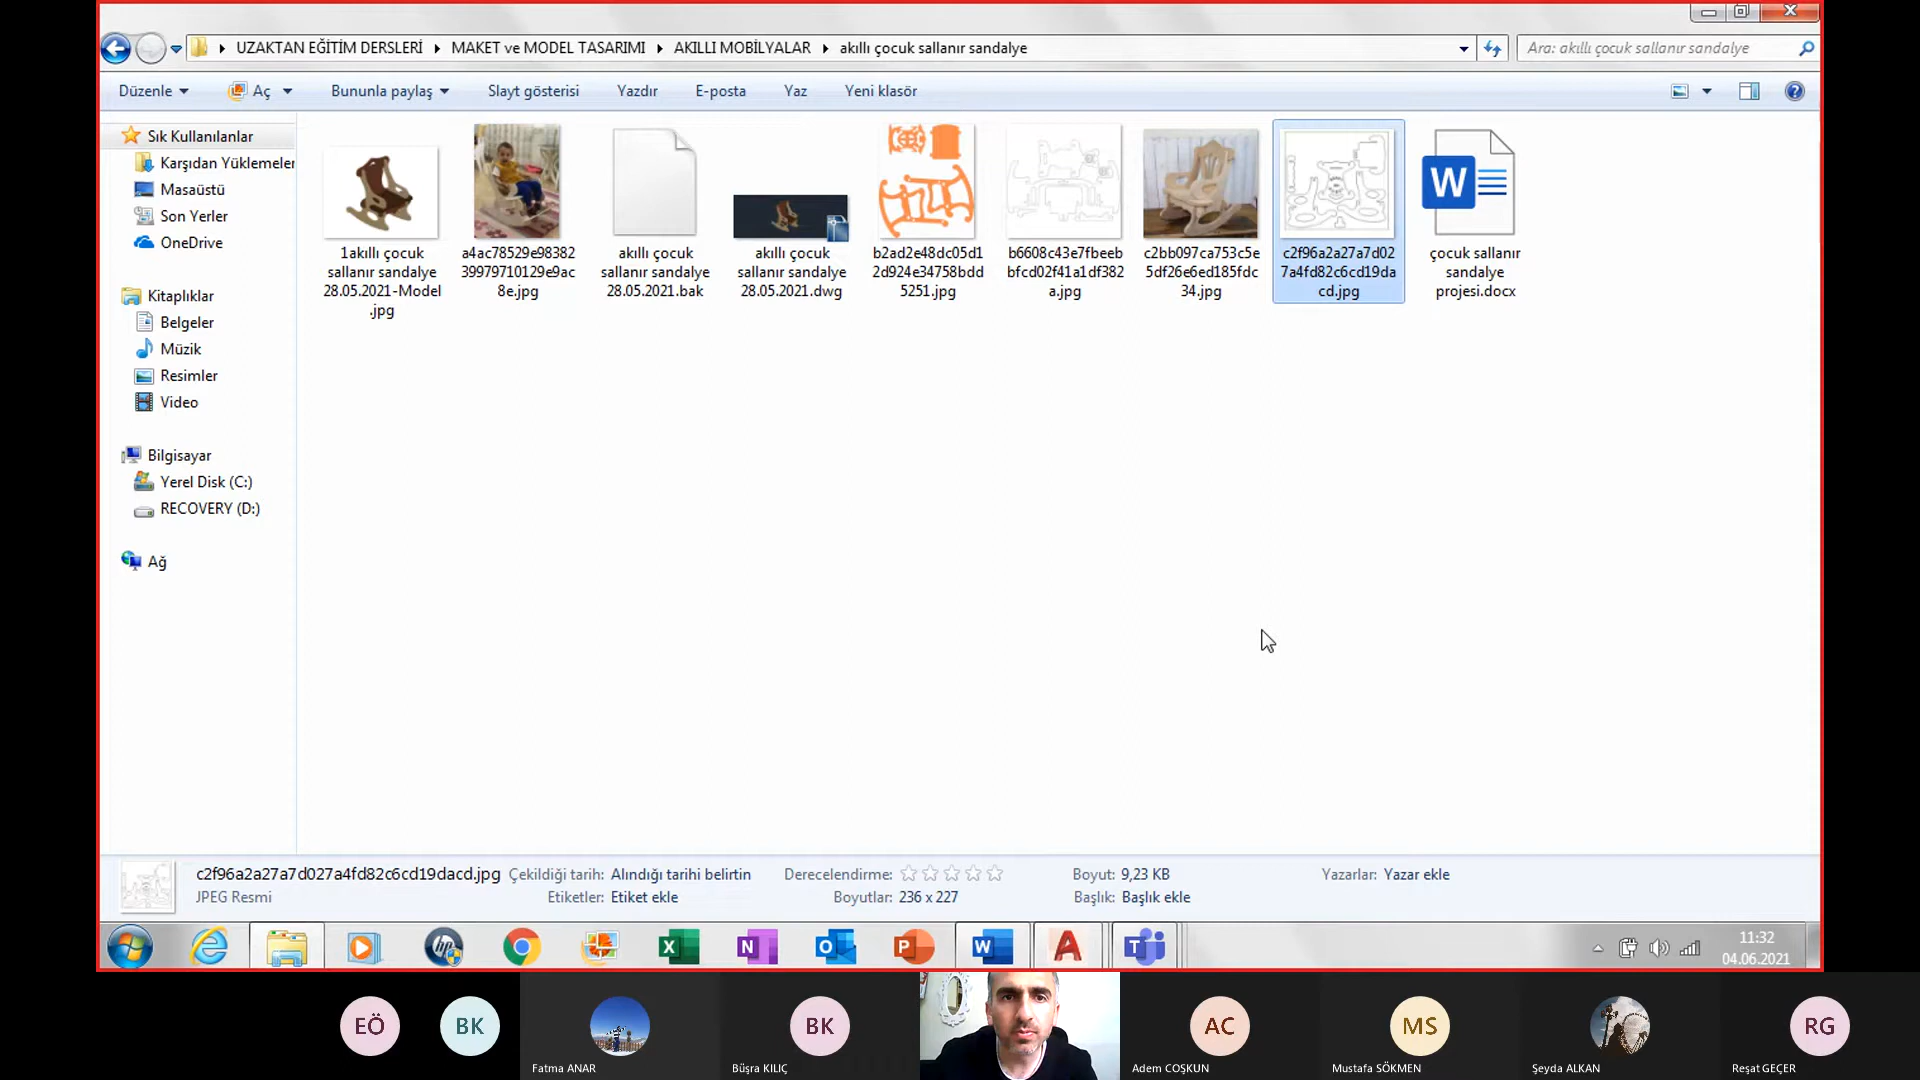 UZAKTAN EĞİTİM DERSLERİ ▸ MAKET ve MODEL TASARIMI ▸ AKILLI MOBİLYALAR ▸ akıllı çocuk sallanır sandalye
Ara: akıllı çocuk sallanır sandalye
Düzenle Aç Bununla paylaş Slayt gösterisi Yazdır E-posta Yaz Yeni klasör
Sık Kullanılanlar
Karşıdan Yüklemeler
Masaüstü
Son Yerler
OneDrive
Kitaplıklar
Belgeler
Müzik
Resimler
Video
Bilgisayar
Yerel Disk (C:)
RECOVERY (D:)
Ağ
1akıllı çocuk
sallanır sandalye
28.05.2021-Model
.jpg
a4ac78529e98382
39979710129e9ac
8e.jpg
akıllı çocuk
sallanır sandalye
28.05.2021.bak
akıllı çocuk
sallanır sandalye
28.05.2021.dwg
b2ad2e48dc05d1
2d924e34758bdd
5251.jpg
b6608c43e7fbeeb
bfcd02f41a1df382
a.jpg
c2bb097ca753c5e
5df26e6ed185fdc
34.jpg
c2f96a2a27a7d02
7a4fd82c6cd19da
cd.jpg
W
çocuk sallanır
sandalye
projesi.docx
c2f96a2a27a7d027a4fd82c6cd19dacd.jpg Çekildiği tarih: Alındığı tarihi belirtin Derecelendirme: Boyut: 9,23 KB Yazarlar: Yazar ekle
JPEG Resmi Etiketler: Etiket ekle Boyutlar: 236 x 227 Başlık: Başlık ekle
hp X N O P W A T
11:32
04.06.2021
EÖ BK BK AC MS RG
Fatma ANAR Büşra KILIÇ Adem COŞKUN Mustafa SÖKMEN Şeyda ALKAN Reşat GEÇER